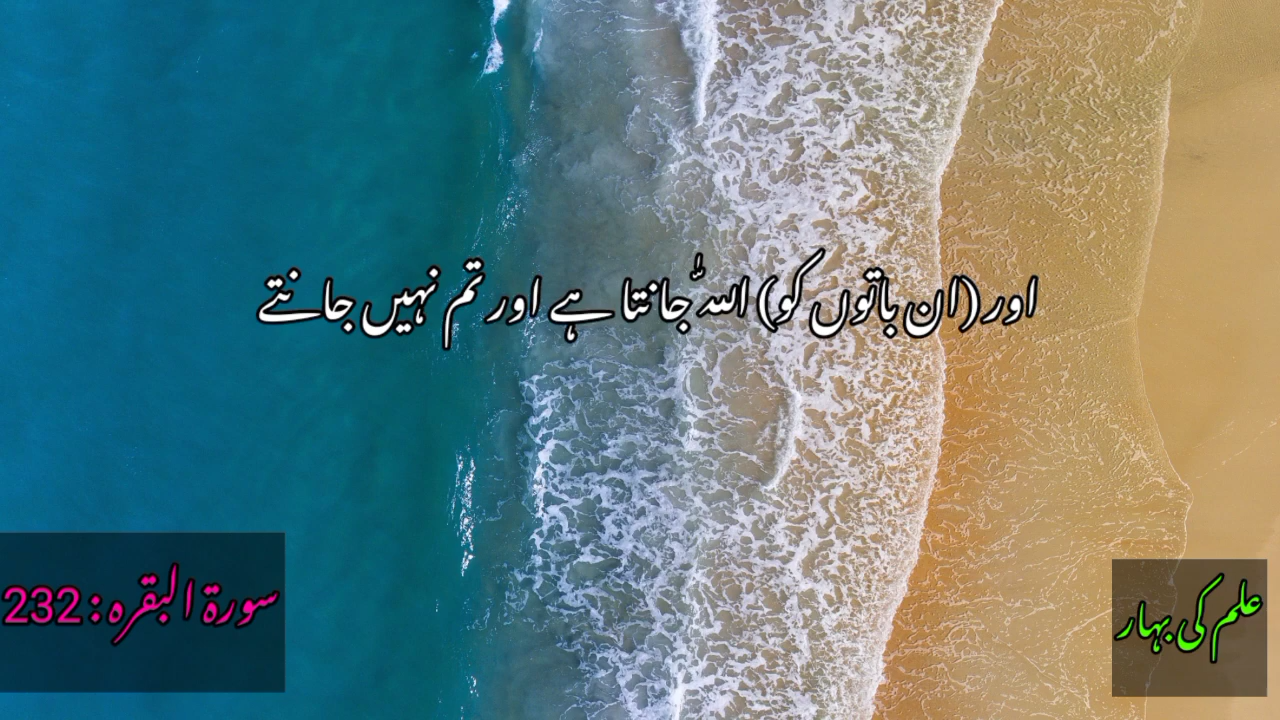 اور (ان باتوں کو) اللہ جانتا ہے اور تم نہیں جانتے
سورۃ البقرہ : 232
علم کی بہار